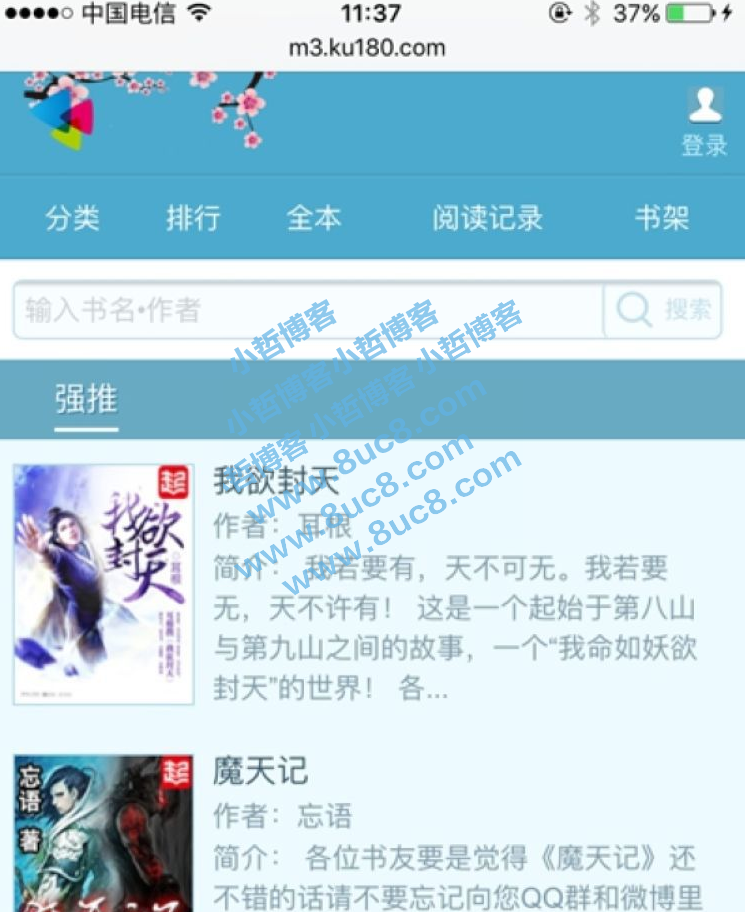 中国电信 11:37 37%
m3.ku180.com
登录
分类 排行 全本 阅读记录 书架
输入书名•作者 搜索
小哲博客 小哲博客 小哲博客
小哲博客 小哲博客 小哲博客
哲博客 www.8uc8.com
www.8uc8.com
www.8uc8.com
强推
起
我欲封天
耳根
我欲封天
作者：耳根
简介： 我若要有，天不可无。我若要
无，天不许有！ 这是一个起始于第八山
与第九山之间的故事，一个“我命如妖欲
封天”的世界！ 各...
起
忘语
著
魔天记
作者：忘语
简介： 各位书友要是觉得《魔天记》还
不错的话请不要忘记向您QQ群和微博里